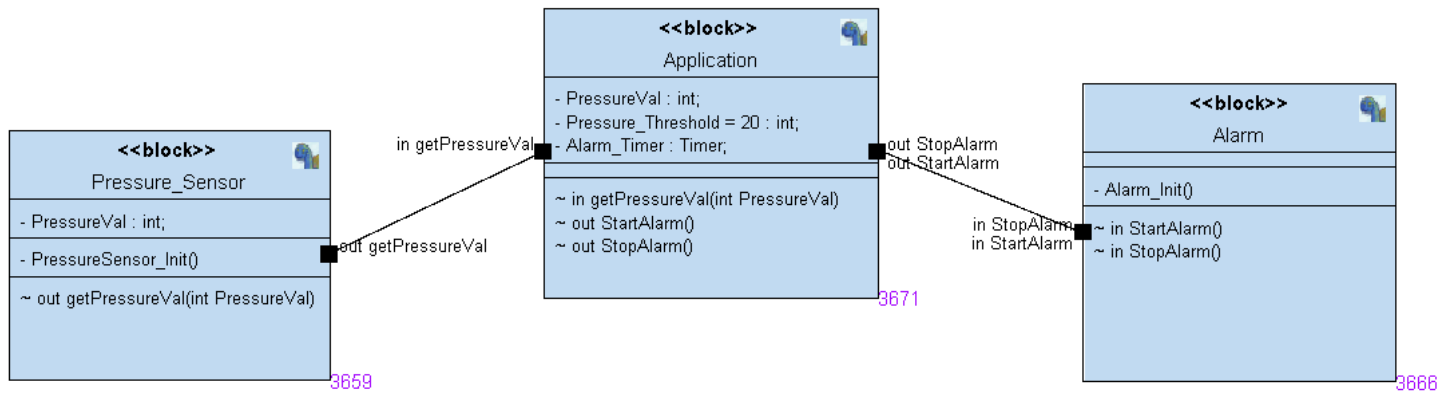 <<block>>
Pressure_Sensor
- PressureVal : int;
- PressureSensor_Init()
~ out getPressureVal(int PressureVal)
out getPressureVal
3659
in getPressureVal
<<block>>
Application
- PressureVal : int;
- Pressure_Threshold = 20 : int;
- Alarm_Timer : Timer;
~ in getPressureVal(int PressureVal)
~ out StartAlarm()
~ out StopAlarm()
3671
out StopAlarm
out StartAlarm
in StopAlarm
in StartAlarm
<<block>>
Alarm
- Alarm_Init()
~ in StartAlarm()
~ in StopAlarm()
3666